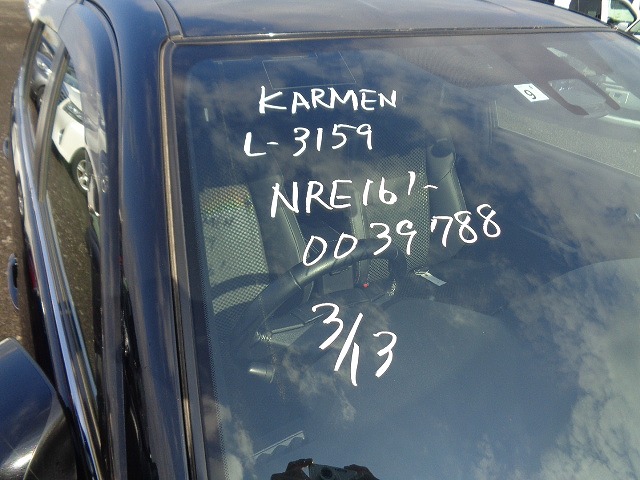 KARMEN
L-3159
NRE161-
0039788
3/13